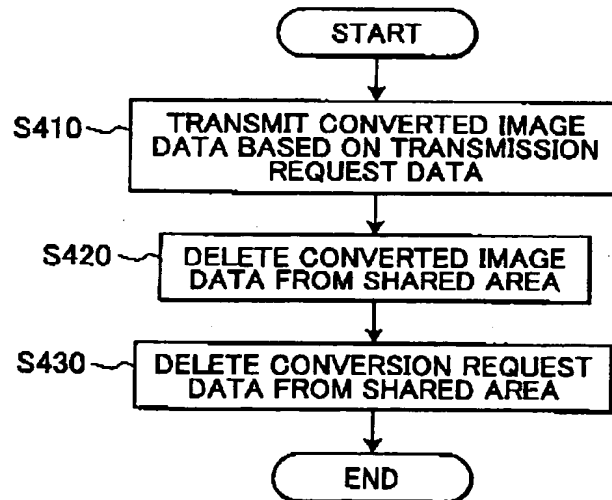 START
S410
TRANSMIT CONVERTED IMAGE
DATA BASED ON TRANSMISSION
REQUEST DATA
S420
DELETE CONVERTED IMAGE
DATA FROM SHARED AREA
S430
DELETE CONVERSION REQUEST
DATA FROM SHARED AREA
END